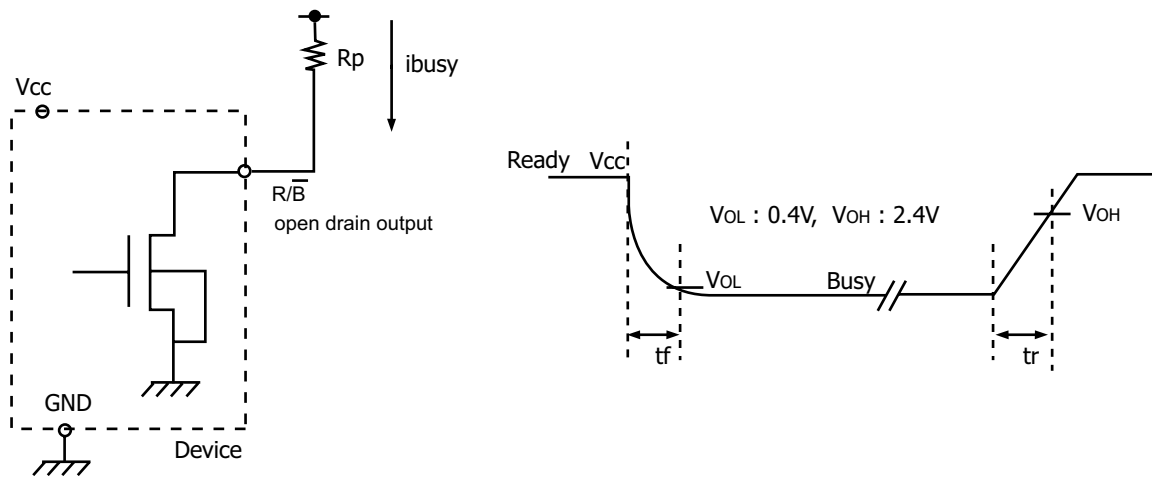 Rp
ibusy
Vcc
R/B̅
open drain output
GND
Device
Ready Vcc
VOL : 0.4V, VOH : 2.4V
VOH
VOL
Busy
tf
tr